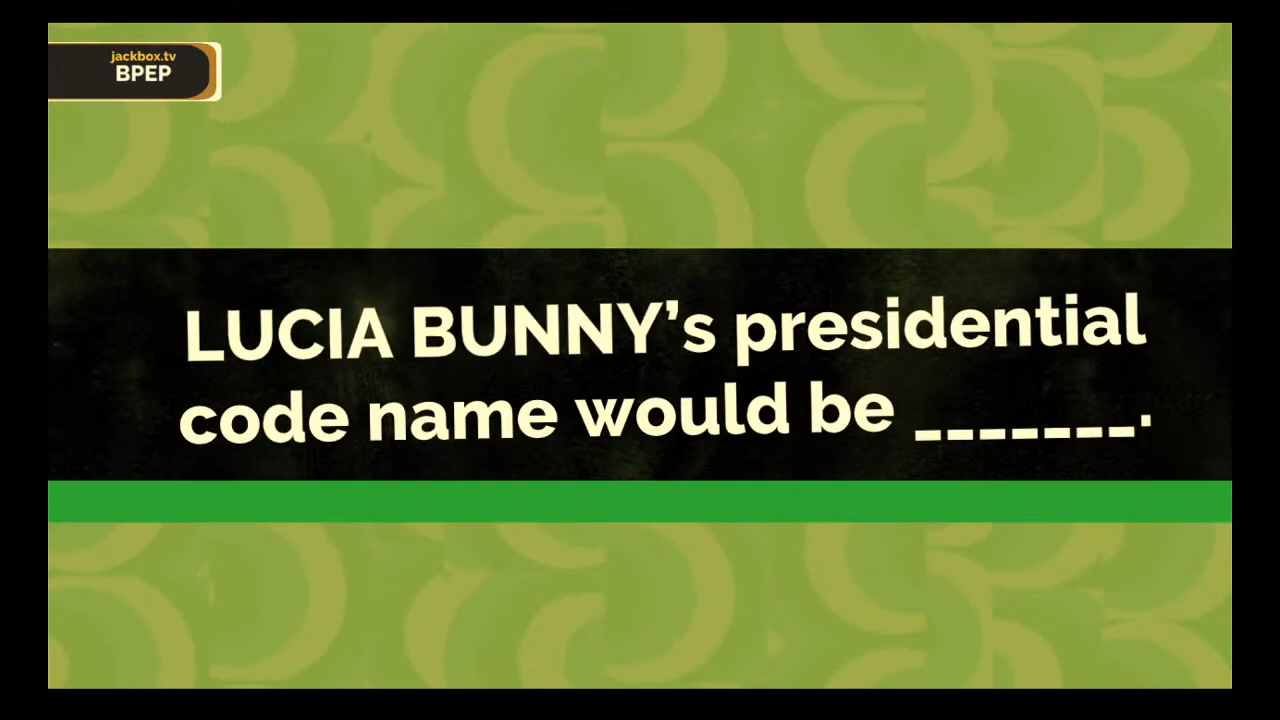 jackbox.tv
BPEP
LUCIA BUNNY’s presidential
code name would be _______.